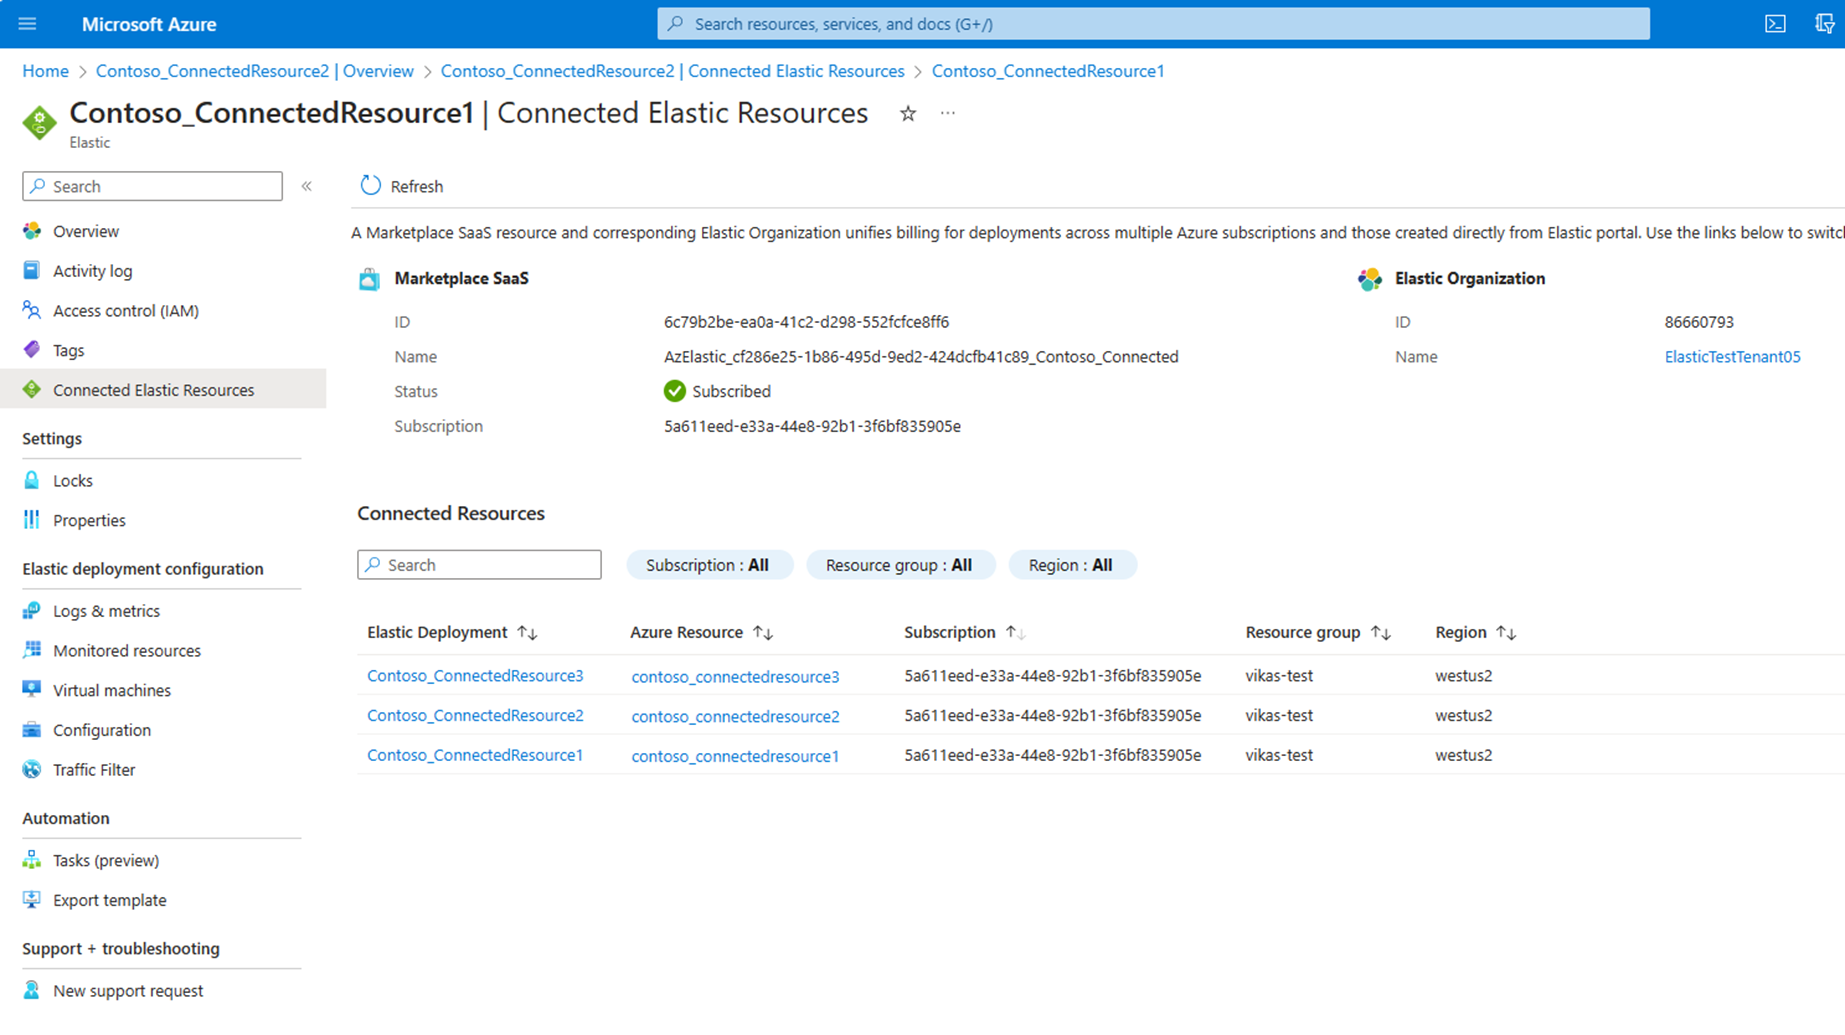 Microsoft Azure
Search resources, services, and docs (G+/)
Home > Contoso_ConnectedResource2 | Overview > Contoso_ConnectedResource2 | Connected Elastic Resources > Contoso_ConnectedResource1
Contoso_ConnectedResource1 | Connected Elastic Resources ☆ ···
Elastic
Search «
Overview
Activity log
Access control (IAM)
Tags
Connected Elastic Resources
Settings
Locks
Properties
Elastic deployment configuration
Logs & metrics
Monitored resources
Virtual machines
Configuration
Traffic Filter
Automation
Tasks (preview)
Export template
Support + troubleshooting
New support request
Refresh
A Marketplace SaaS resource and corresponding Elastic Organization unifies billing for deployments across multiple Azure subscriptions and those created directly from Elastic portal. Use the links below to switch
Marketplace SaaS
ID 6c79b2be-ea0a-41c2-d298-552fcfce8ff6
Name AzElastic_cf286e25-1b86-495d-9ed2-424dcfb41c89_Contoso_Connected
Status Subscribed
Subscription 5a611eed-e33a-44e8-92b1-3f6bf835905e
Elastic Organization
ID 86660793
Name ElasticTestTenant05
Connected Resources
Search Subscription : All Resource group : All Region : All
Elastic Deployment ↑↓ Azure Resource ↑↓ Subscription ↑↓ Resource group ↑↓ Region ↑↓
Contoso_ConnectedResource3 contoso_connectedresource3 5a611eed-e33a-44e8-92b1-3f6bf835905e vikas-test westus2
Contoso_ConnectedResource2 contoso_connectedresource2 5a611eed-e33a-44e8-92b1-3f6bf835905e vikas-test westus2
Contoso_ConnectedResource1 contoso_connectedresource1 5a611eed-e33a-44e8-92b1-3f6bf835905e vikas-test westus2